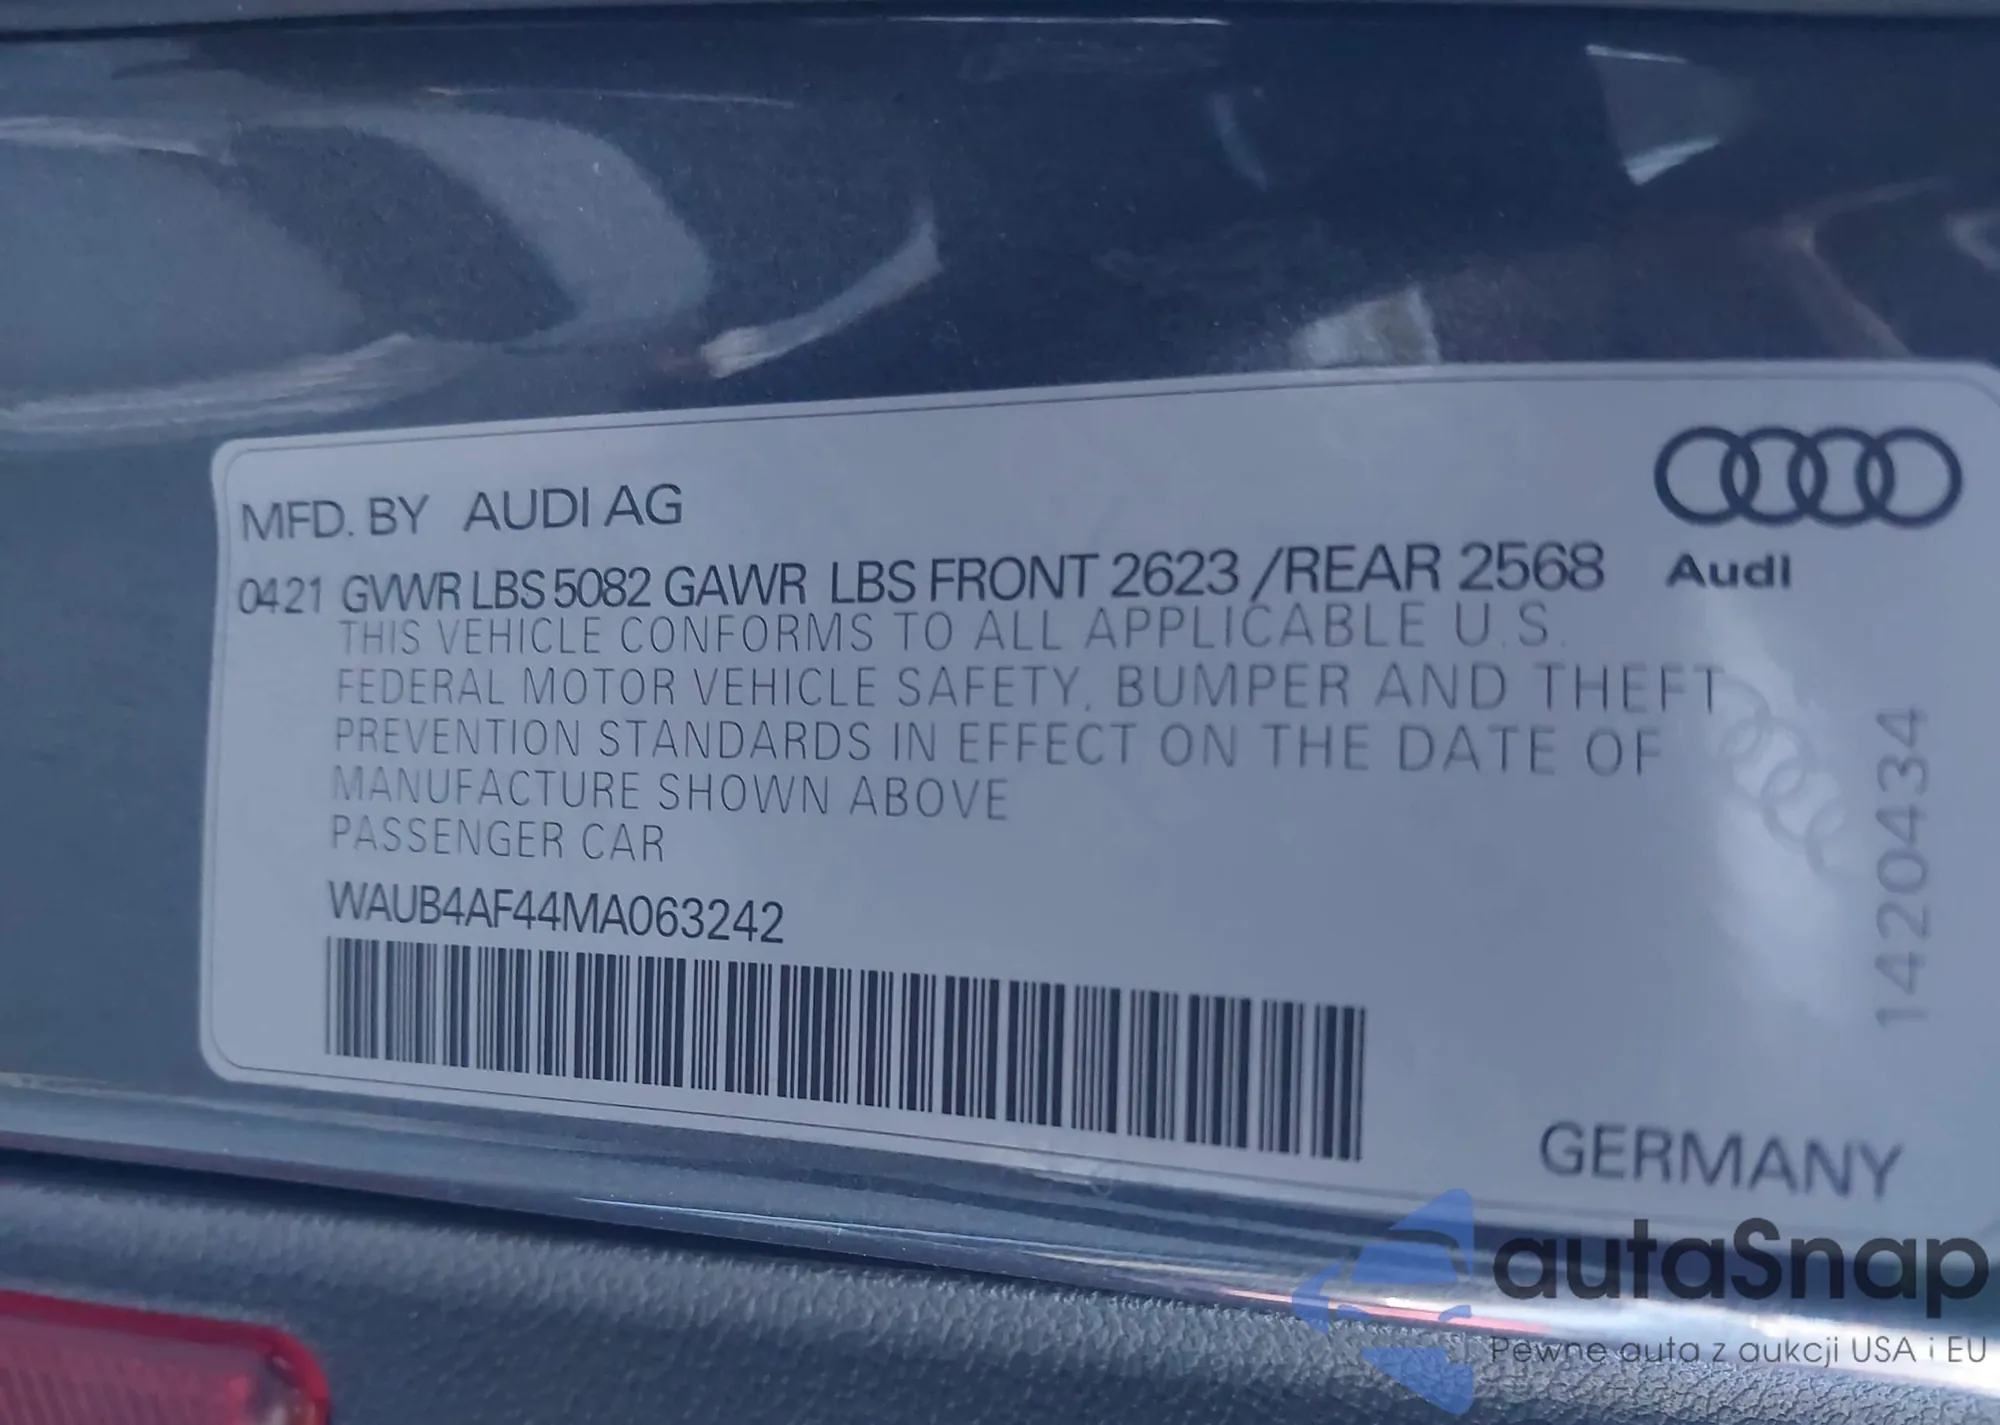 MFD. BY AUDI AG
0421 GVWR LBS 5082 GAWR LBS FRONT 2623 /REAR 2568
Audi
THIS VEHICLE CONFORMS TO ALL APPLICABLE U.S.
FEDERAL MOTOR VEHICLE SAFETY, BUMPER AND THEFT
PREVENTION STANDARDS IN EFFECT ON THE DATE OF
MANUFACTURE SHOWN ABOVE
PASSENGER CAR
WAUB4AF44MA063242
1420434
GERMANY
autaSnap
Pewne auta z aukcji USA i EU